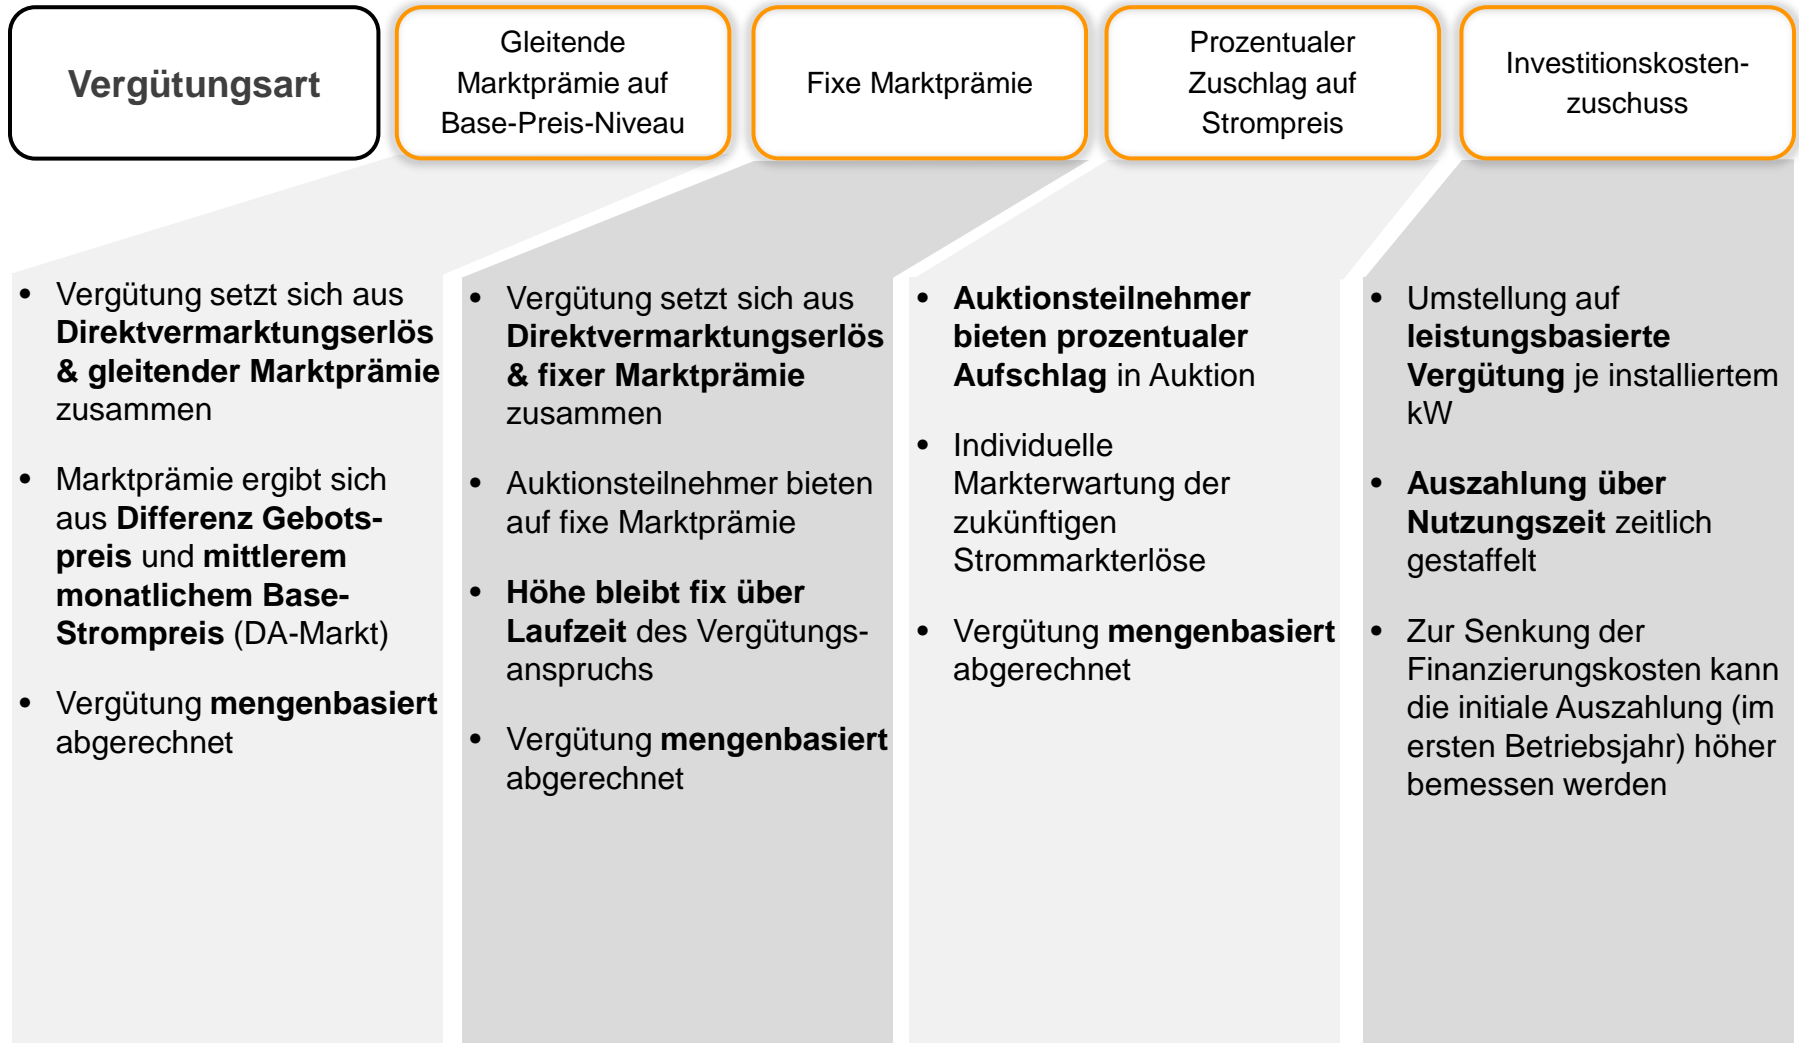 Vergütungsart
Gleitende
Marktprämie auf
Base-Preis-Niveau
Fixe Marktprämie
Prozentualer
Zuschlag auf
Strompreis
Investitionskosten-
zuschuss
• Vergütung setzt sich aus
Direktvermarktungserlös
& gleitender Marktprämie
zusammen
• Marktprämie ergibt sich
aus Differenz Gebots-
preis und mittlerem
monatlichem Base-
Strompreis (DA-Markt)
• Vergütung mengenbasiert
abgerechnet
• Vergütung setzt sich aus
Direktvermarktungserlös
& fixer Marktprämie
zusammen
• Auktionsteilnehmer bieten
auf fixe Marktprämie
• Höhe bleibt fix über
Laufzeit des Vergütungs-
anspruchs
• Vergütung mengenbasiert
abgerechnet
• Auktionsteilnehmer
bieten prozentualer
Aufschlag in Auktion
• Individuelle
Markterwartung der
zukünftigen
Strommarkterlöse
• Vergütung mengenbasiert
abgerechnet
• Umstellung auf
leistungsbasierte
Vergütung je installiertem
kW
• Auszahlung über
Nutzungszeit zeitlich
gestaffelt
• Zur Senkung der
Finanzierungskosten kann
die initiale Auszahlung (im
ersten Betriebsjahr) höher
bemessen werden